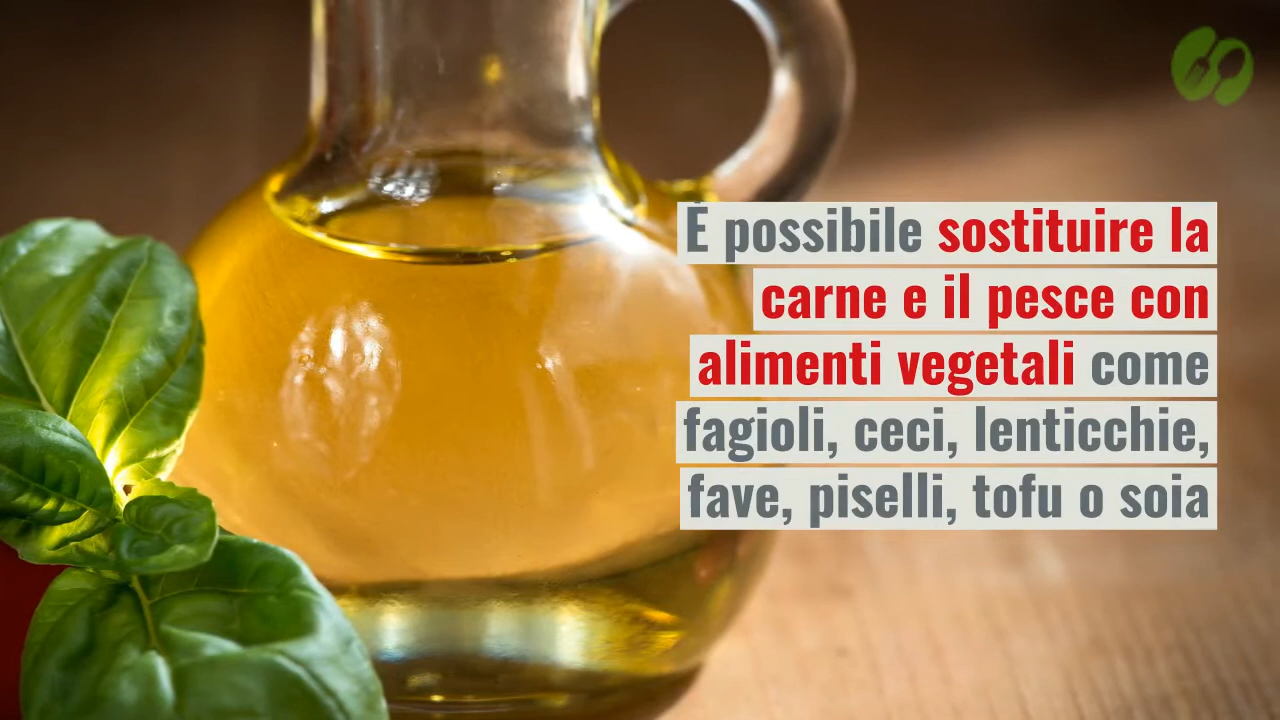 È possibile sostituire la
carne e il pesce con
alimenti vegetali come
fagioli, ceci, lenticchie,
fave, piselli, tofu o soia